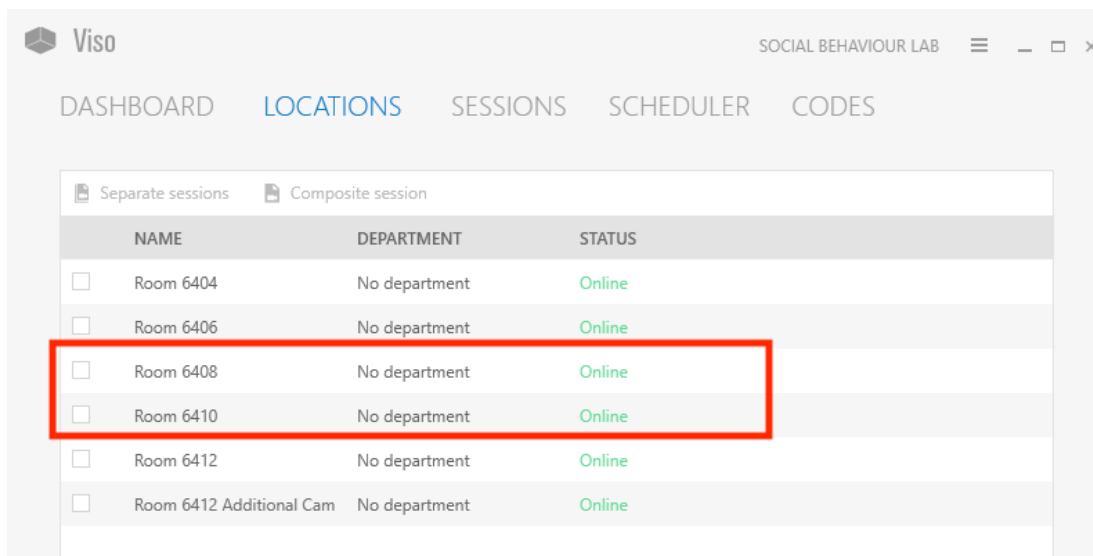 Viso
SOCIAL BEHAVIOUR LAB
DASHBOARD LOCATIONS SESSIONS SCHEDULER CODES
Separate sessions Composite session
NAME DEPARTMENT STATUS
Room 6404 No department Online
Room 6406 No department Online
Room 6408 No department Online
Room 6410 No department Online
Room 6412 No department Online
Room 6412 Additional Cam No department Online